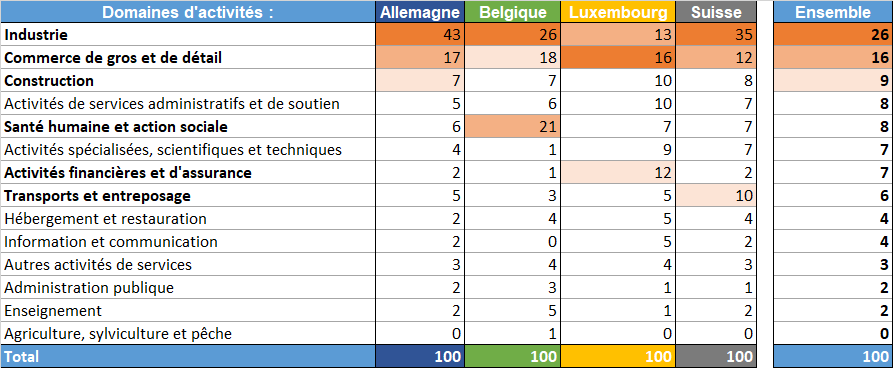 Domaines d'activités : Allemagne Belgique Luxembourg Suisse Ensemble
Industrie 43 26 13 35 26
Commerce de gros et de détail 17 18 16 12 16
Construction 7 7 10 8 9
Activités de services administratifs et de soutien 5 6 10 7 8
Santé humaine et action sociale 6 21 7 7 8
Activités spécialisées, scientifiques et techniques 4 1 9 7 7
Activités financières et d'assurance 2 1 12 2 7
Transports et entreposage 5 3 5 10 6
Hébergement et restauration 2 4 5 4 4
Information et communication 2 0 5 2 4
Autres activités de services 3 4 4 3 3
Administration publique 2 3 1 1 2
Enseignement 2 5 1 2 2
Agriculture, sylviculture et pêche 0 1 0 0 0
Total 100 100 100 100 100